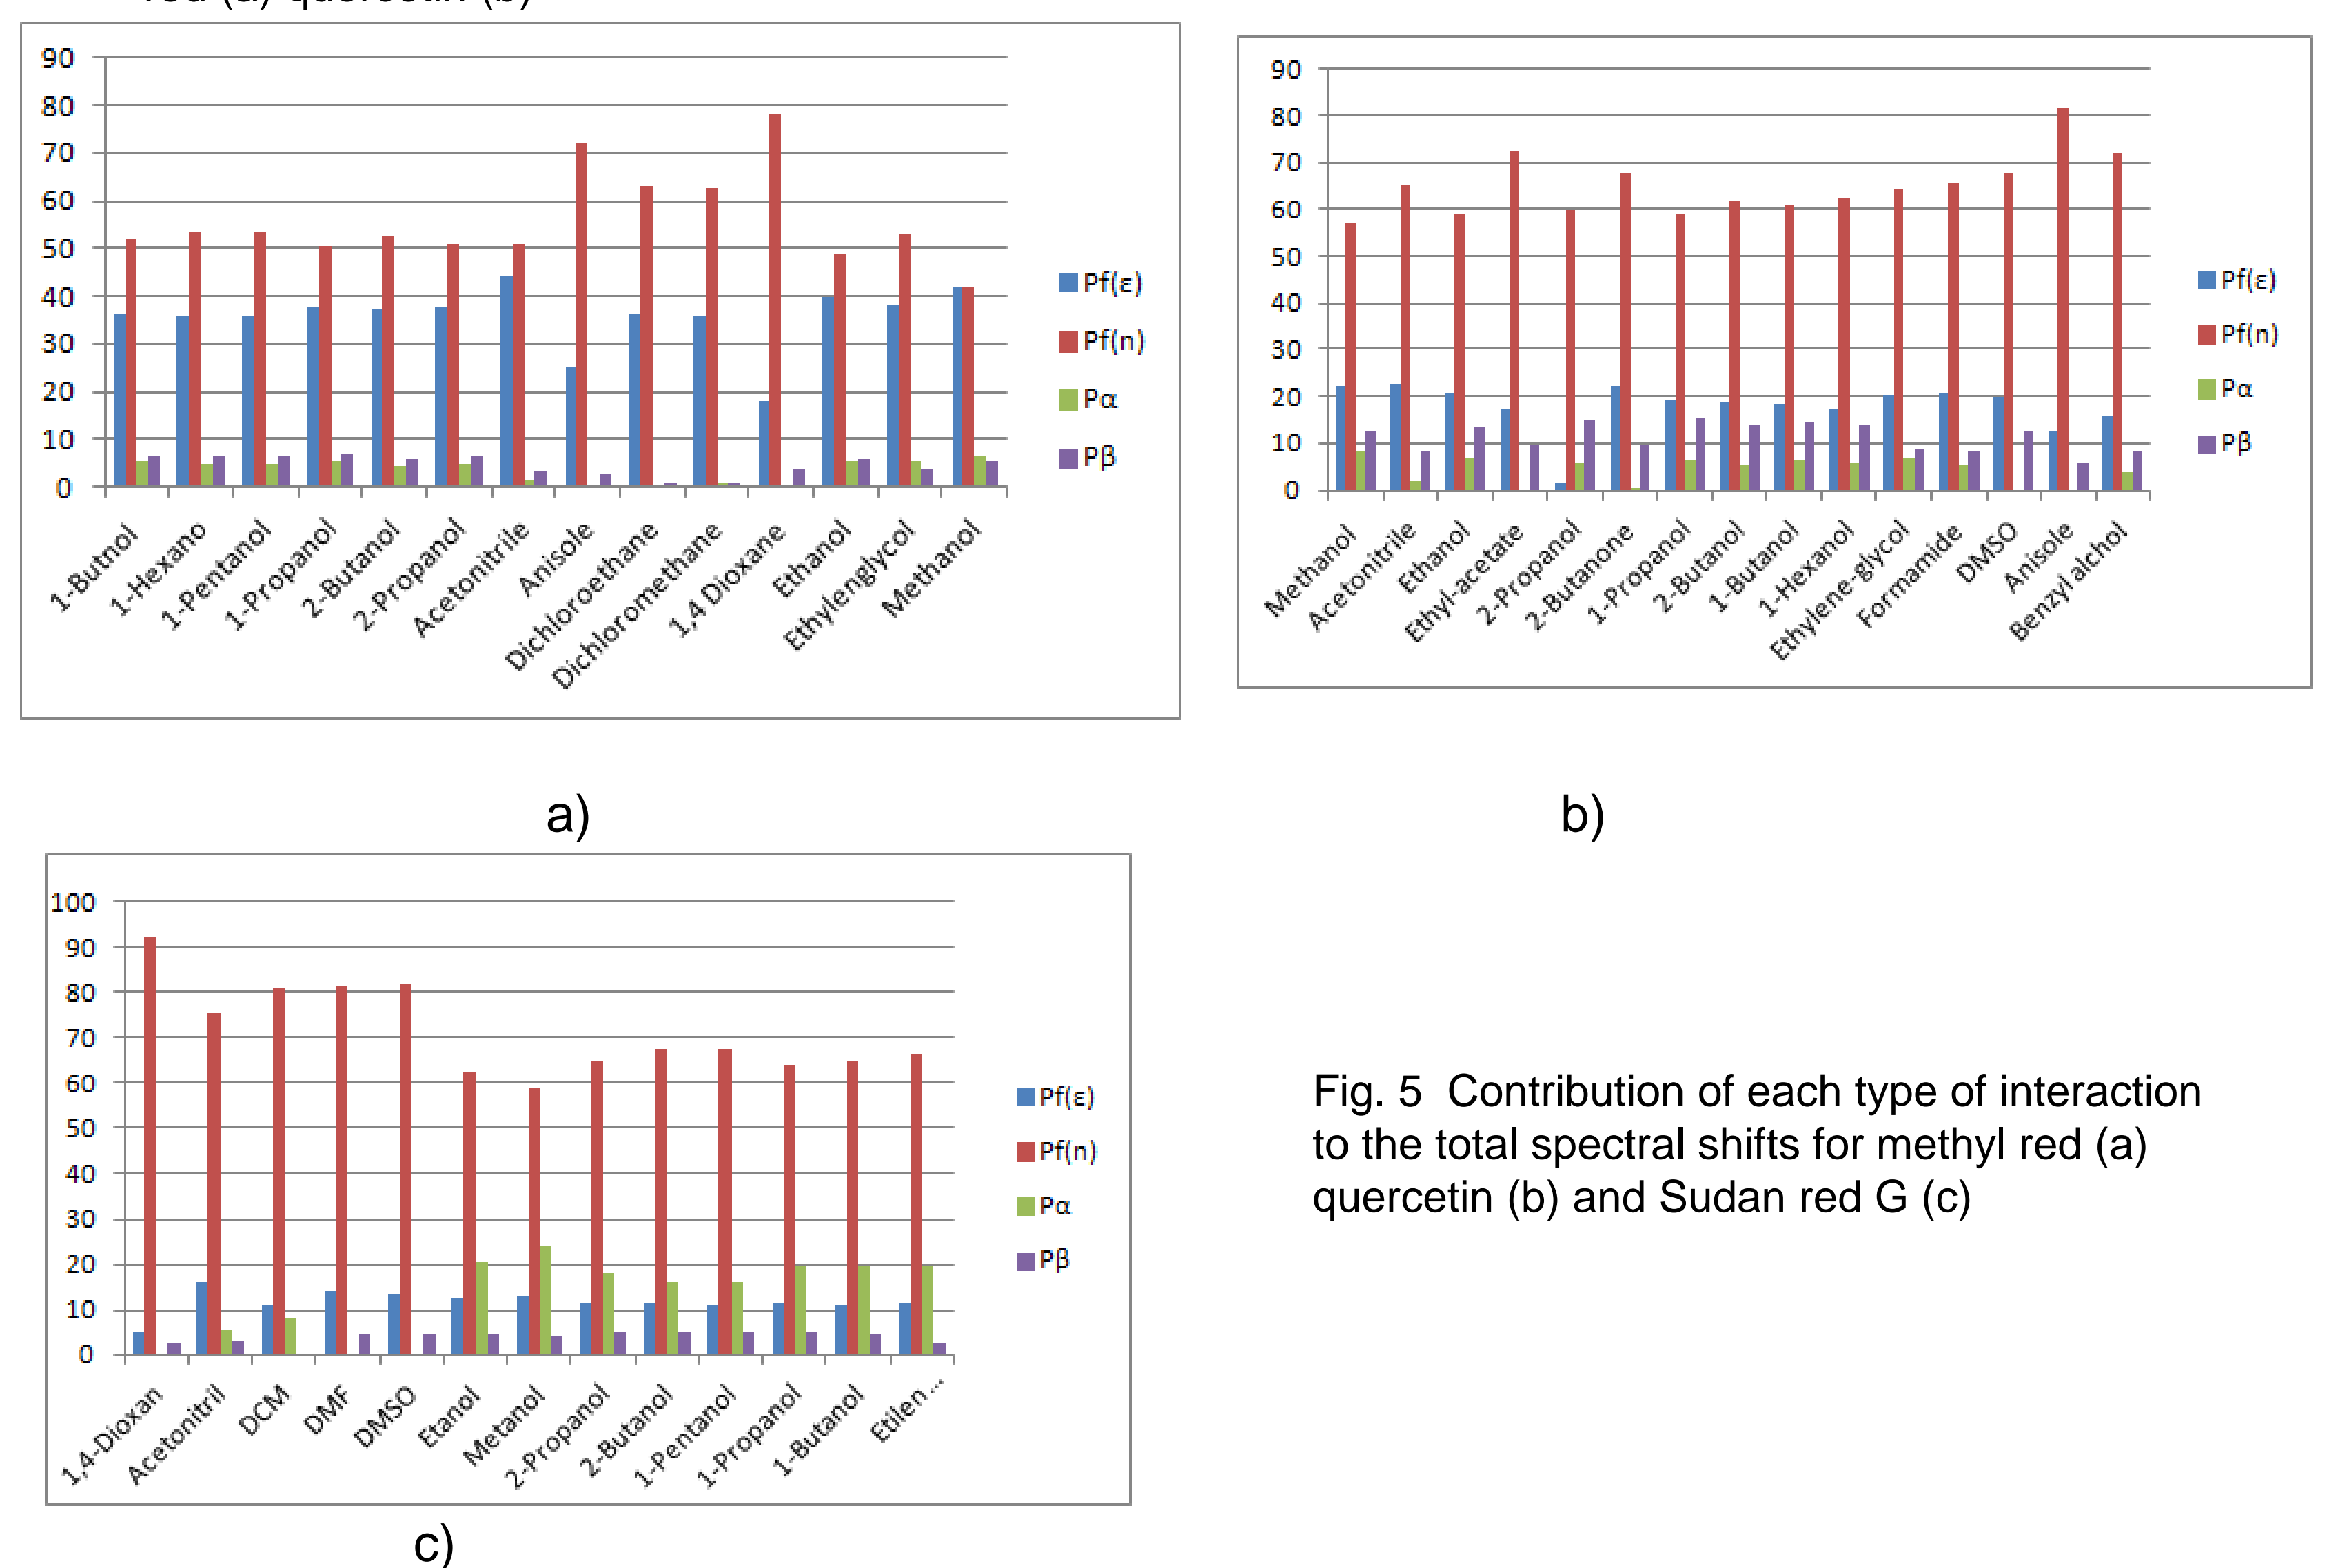 red (a) quercetin (b)
90
80
70
60
50
40
30
20
10
0
1-Butnol
1-Hexano
1-Pentanol
1-Propanol
2-Butanol
2-Propanol
Acetonitrile
Anisole
Dichloroethane
Dichloromethane
1,4 Dioxane
Ethanol
Ethylenglycol
Methanol
Pf(ε)
Pf(n)
Pα
Pβ
a)
90
80
70
60
50
40
30
20
10
0
Methanol
Acetonitrile
Ethanol
Ethyl-acetate
2-Propanol
2-Butanone
1-Propanol
2-Butanol
1-Butanol
1-Hexanol
Ethylene-glycol
Formamide
DMSO
Anisole
Benzyl alchol
Pf(ε)
Pf(n)
Pα
Pβ
b)
100
90
80
70
60
50
40
30
20
10
0
1,4-Dioxan
Acetonitril
DCM
DMF
DMSO
Etanol
Metanol
2-Propanol
2-Butanol
1-Pentanol
1-Propanol
1-Butanol
Etilen...
Pf(ε)
Pf(n)
Pα
Pβ
c)
Fig. 5 Contribution of each type of interaction
to the total spectral shifts for methyl red (a)
quercetin (b) and Sudan red G (c)